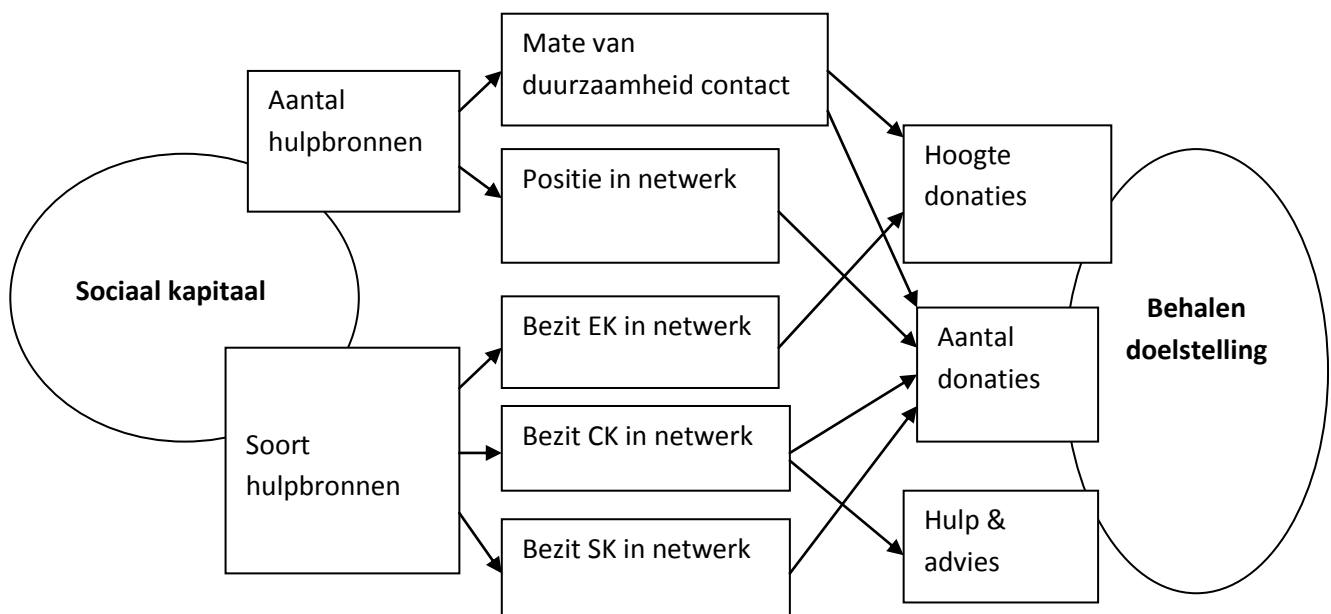 Mate van
duurzaamheid contact
Aantal
hulpbronnen
Hoogte
donaties
Positie in netwerk
Sociaal kapitaal
Bezit EK in netwerk
Aantal
donaties
Behalen
doelstelling
Bezit CK in netwerk
Soort
hulpbronnen
Hulp &
advies
Bezit SK in netwerk